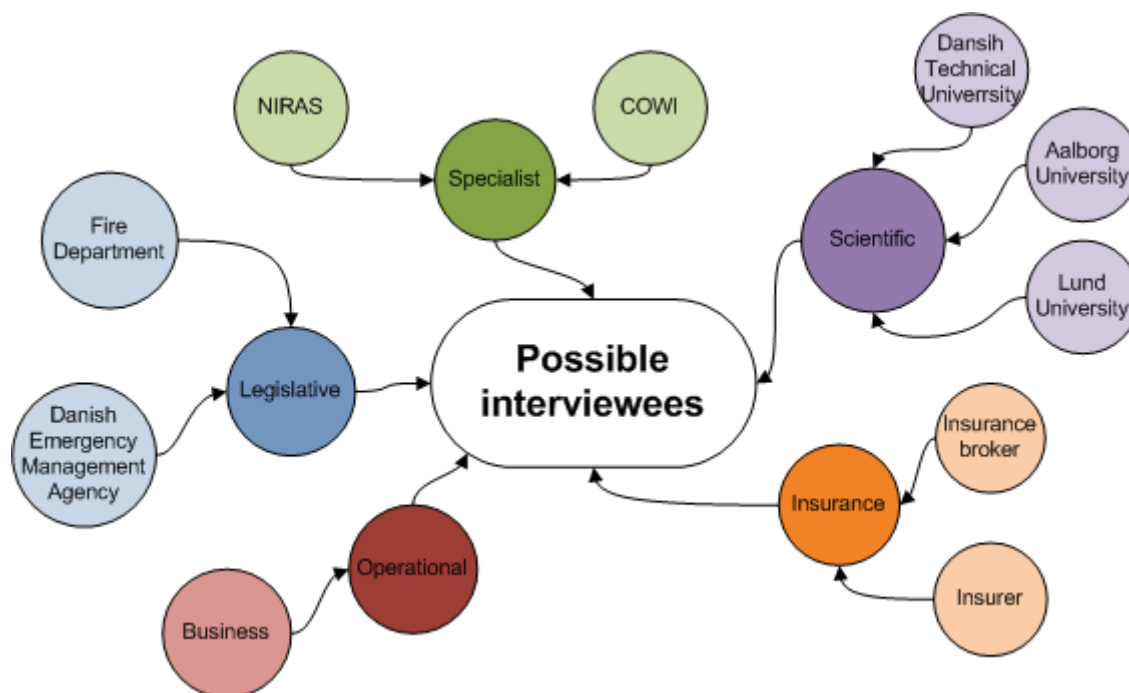 Dansih
Technical
Univerrsity
NIRAS
COWI
Specialist
Aalborg
University
Fire
Department
Scientific
Lund
University
Possible
interviewees
Legislative
Danish
Emergency
Management
Agency
Insurance
broker
Insurance
Operational
Insurer
Business